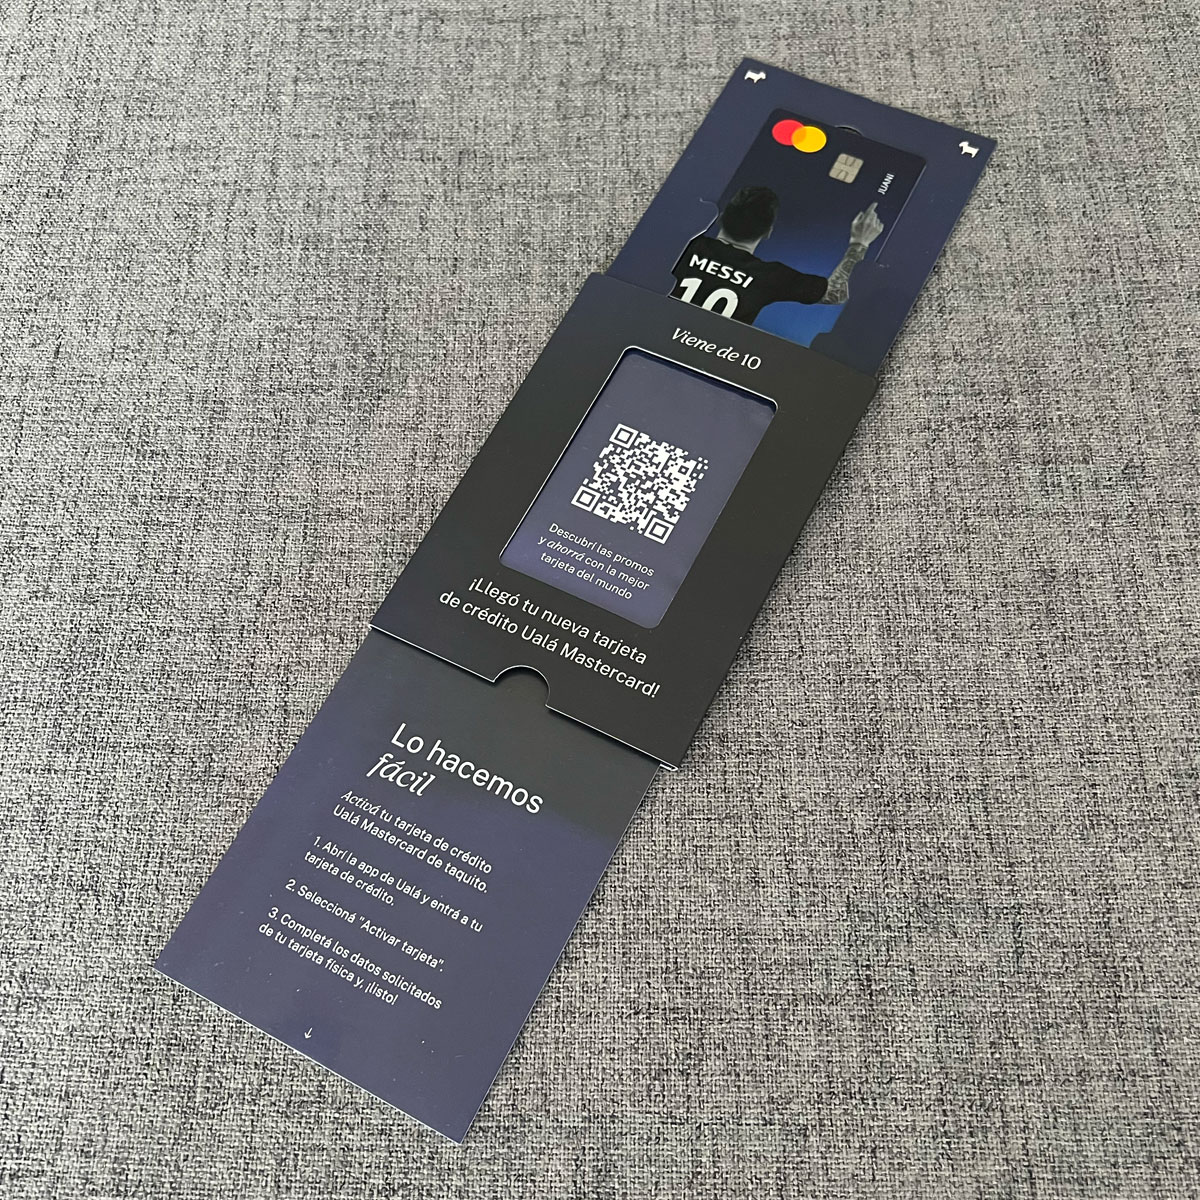 JUANI
MESSI
10
Viene de 10
Descubrí las promos
y ahorrá con la mejor
tarjeta del mundo
¡Llegó tu nueva tarjeta
de crédito Ualá Mastercard!
Lo hacemos
fácil
Activá tu tarjeta de crédito
Ualá Mastercard de taquito.
1. Abrí la app de Ualá y entrá a tu
tarjeta de crédito.
2. Seleccioná "Activar tarjeta".
3. Completá los datos solicitados
de tu tarjeta física y, ¡listo!
↓